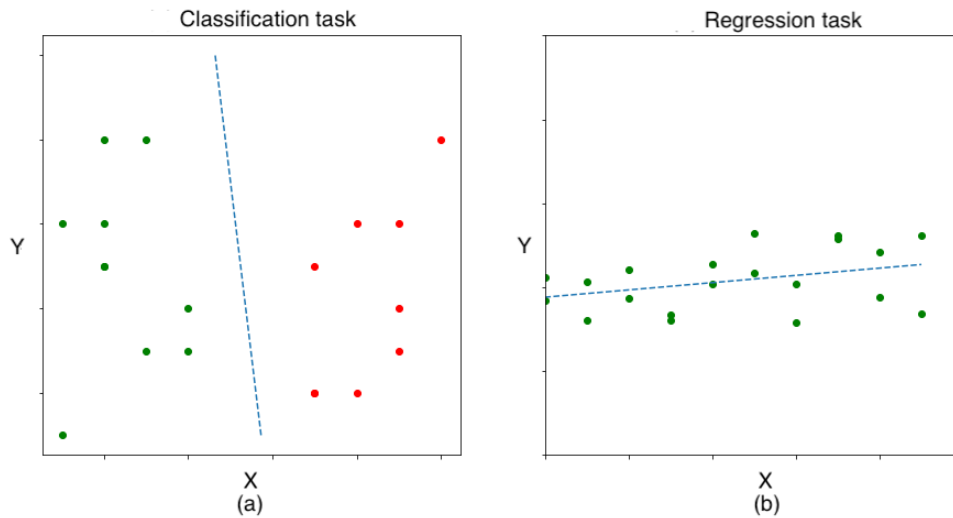 Classification task
Y
X
(a)
Regression task
Y
X
(b)